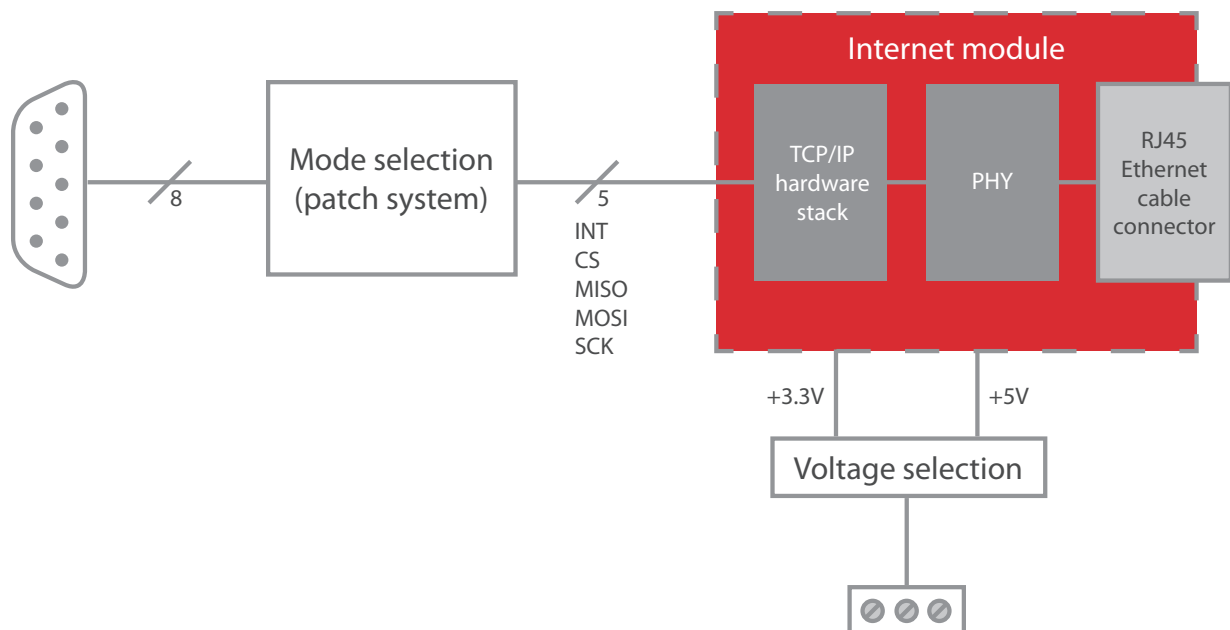 Internet module
Mode selection
(patch system)
8
5
INT
CS
MISO
MOSI
SCK
TCP/IP
hardware
stack
PHY
RJ45
Ethernet
cable
connector
+3.3V
+5V
Voltage selection